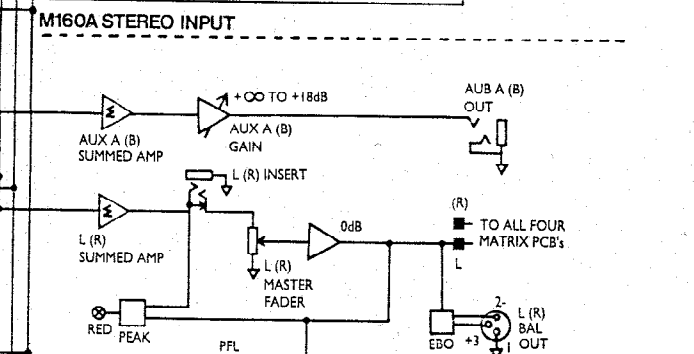 M160A STEREO INPUT
+∞ TO +18dB
AUB A (B)
OUT
Σ
AUX A (B)
SUMMED AMP
AUX A (B)
GAIN
L (R) INSERT
Σ
L (R)
SUMMED AMP
0dB
(R)
TO ALL FOUR
MATRIX PCB's
L
L (R)
MASTER
FADER
RED
PEAK
PFL
EBO
2-
+3
1
L (R)
BAL
OUT